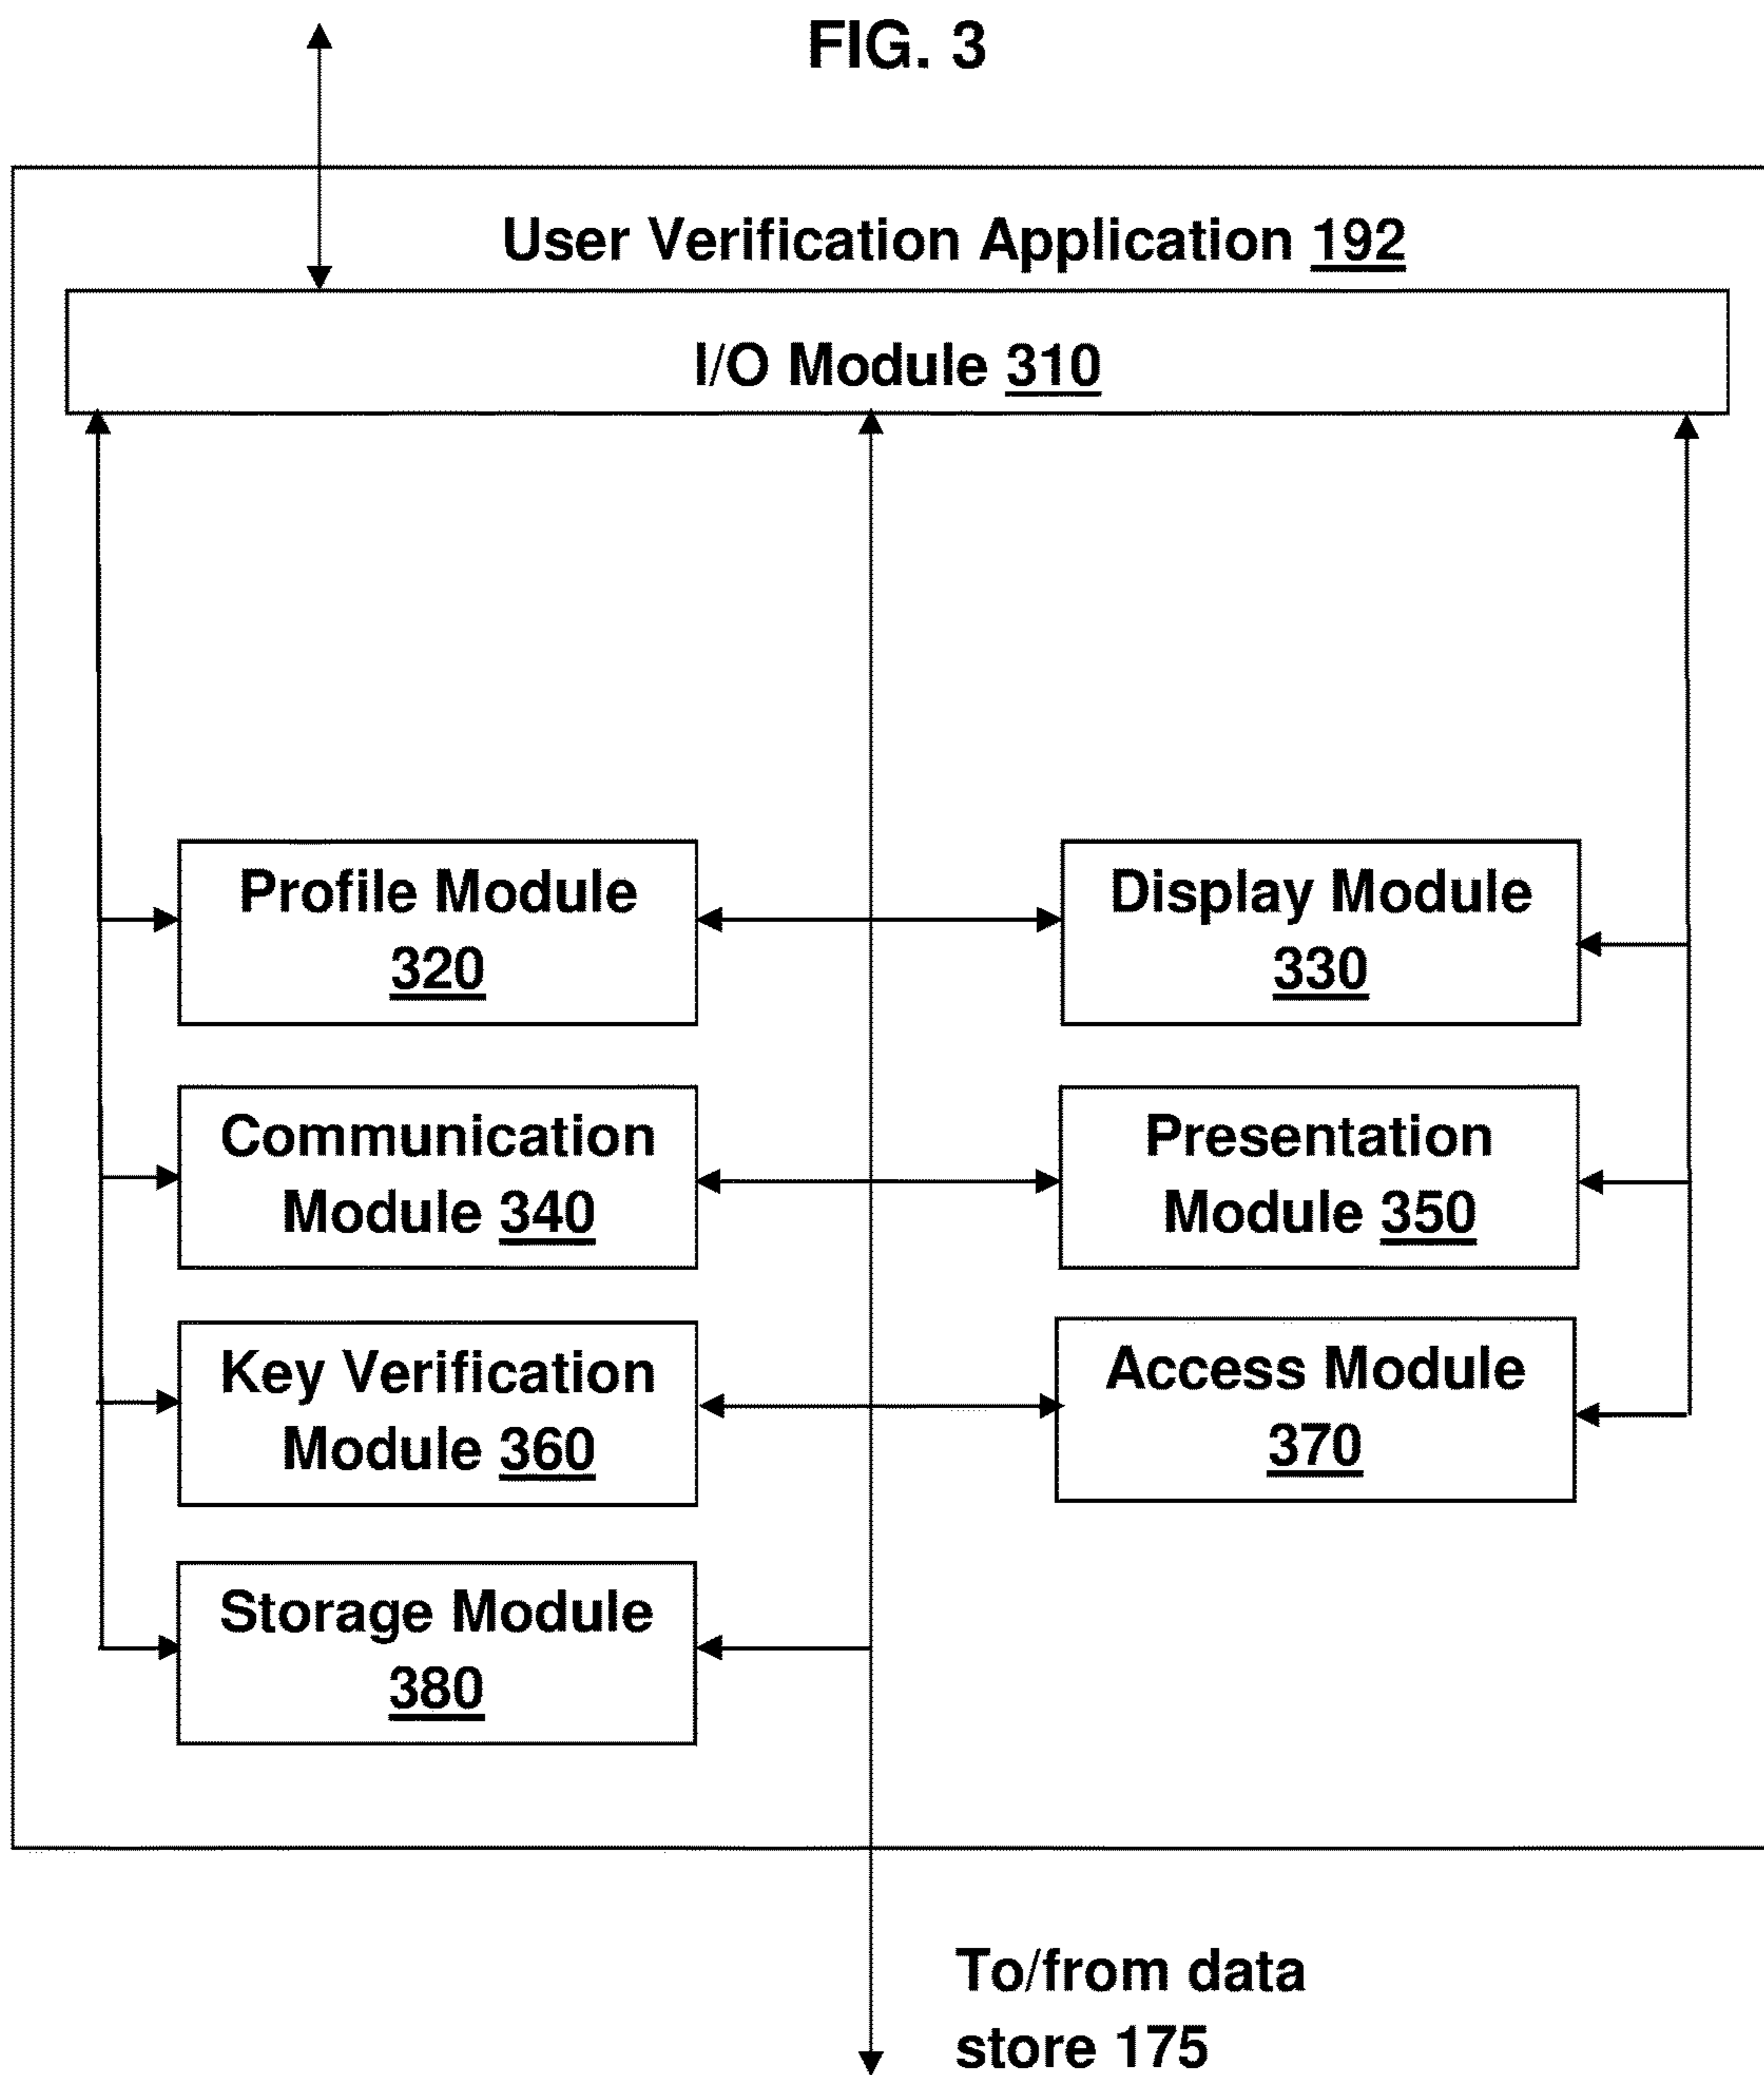 FIG. 3
User Verification Application 192
I/O Module 310
Profile Module
320
Display Module
330
Communication
Module 340
Presentation
Module 350
Key Verification
Module 360
Access Module
370
Storage Module
380
To/from data
store 175